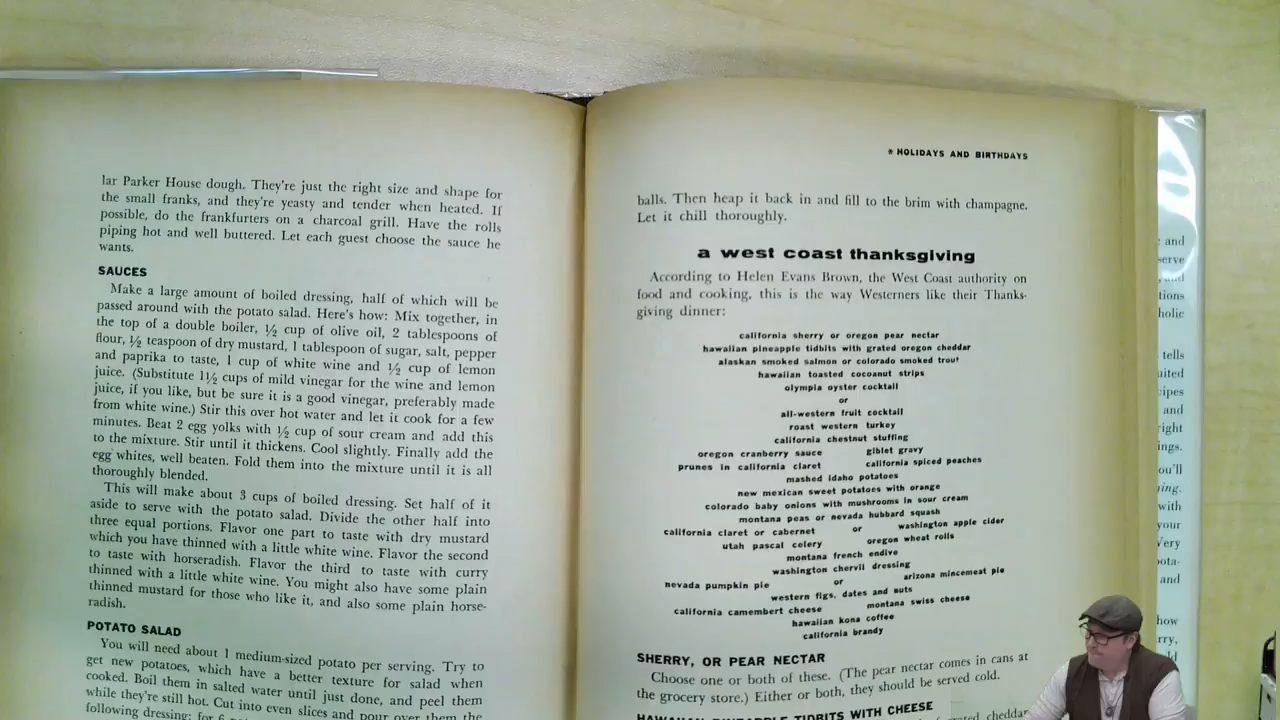 lar Parker House dough. They're just the right size and shape for
the small franks, and they're yeasty and tender when heated. If
possible, do the frankfurters on a charcoal grill. Have the rolls
piping hot and well buttered. Let each guest choose the sauce he
wants.
SAUCES
Make a large amount of boiled dressing, half of which will be
passed around with the potato salad. Here's how: Mix together, in
the top of a double boiler, ½ cup of olive oil, 2 tablespoons of
flour, ½ teaspoon of dry mustard, 1 tablespoon of sugar, salt, pepper
and paprika to taste, 1 cup of white wine and ½ cup of lemon
juice. (Substitute 1½ cups of mild vinegar for the wine and lemon
juice, if you like, but be sure it is a good vinegar, preferably made
from white wine.) Stir this over hot water and let it cook for a few
minutes. Beat 2 egg yolks with ½ cup of sour cream and add this
to the mixture. Stir until it thickens. Cool slightly. Finally add the
egg whites, well beaten. Fold them into the mixture until it is all
thoroughly blended.
This will make about 3 cups of boiled dressing. Set half of it
aside to serve with the potato salad. Divide the other half into
three equal portions. Flavor one part to taste with dry mustard
which you have thinned with a little white wine. Flavor the second
to taste with horseradish. Flavor the third to taste with curry
thinned with a little white wine. You might also have some plain
thinned mustard for those who like it, and also some plain horse-
radish.
POTATO SALAD
You will need about 1 medium-sized potato per serving. Try to
get new potatoes, which have a better texture for salad when
cooked. Boil them in salted water until just done, and peel them
while they're still hot. Cut into even slices and pour over them the
following dressing: for 6
* HOLIDAYS AND BIRTHDAYS
balls. Then heap it back in and fill to the brim with champagne.
Let it chill thoroughly.
a west coast thanksgiving
According to Helen Evans Brown, the West Coast authority on
food and cooking, this is the way Westerners like their Thanks-
giving dinner:
california sherry or oregon pear nectar
hawaiian pineapple tidbits with grated oregon cheddar
alaskan smoked salmon or colorado smoked trout
hawaiian toasted cocoanut strips
olympia oyster cocktail
or
all-western fruit cocktail
roast western turkey
california chestnut stuffing
oregon cranberry sauce giblet gravy
prunes in california claret california spiced peaches
mashed idaho potatoes
new mexican sweet potatoes with orange
colorado baby onions with mushrooms in sour cream
montana peas or nevada hubbard squash
california claret or cabernet or washington apple cider
utah pascal celery oregon wheat rolls
montana french endive
washington chervil dressing
nevada pumpkin pie or arizona mincemeat pie
western figs, dates and nuts
california camembert cheese montana swiss cheese
hawaiian kona coffee
california brandy
SHERRY, OR PEAR NECTAR
Choose one or both of these. (The pear nectar comes in cans at
the grocery store.) Either or both, they should be served cold.
HAWAIIAN PINEAPPLE TIDBITS WITH CHEESE
grated cheddar
and
serve
and
tions
holic
tells
uited
cipes
and
right
ings.
you'll
ying.
with
your
Very
pota-
and
how
rry,